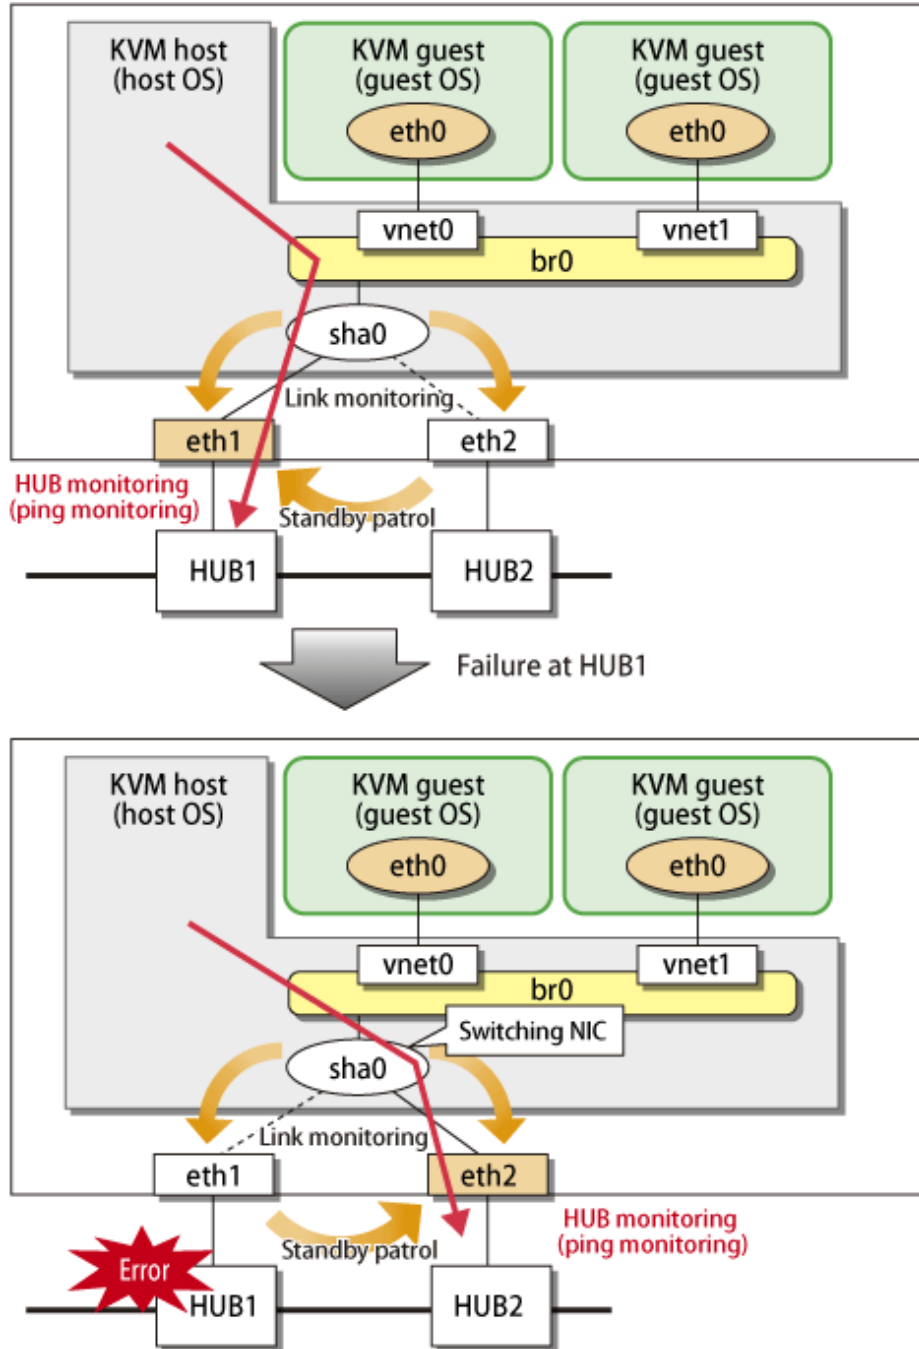 KVM host
(host OS)
KVM guest
(guest OS)
KVM guest
(guest OS)
eth0
eth0
vnet0
vnet1
br0
sha0
Link monitoring
eth1
eth2
HUB monitoring
(ping monitoring)
Standby patrol
HUB1
HUB2
Failure at HUB1
KVM host
(host OS)
KVM guest
(guest OS)
KVM guest
(guest OS)
eth0
eth0
vnet0
vnet1
br0
Switching NIC
sha0
Link monitoring
eth1
eth2
HUB monitoring
(ping monitoring)
Standby patrol
Error
HUB1
HUB2